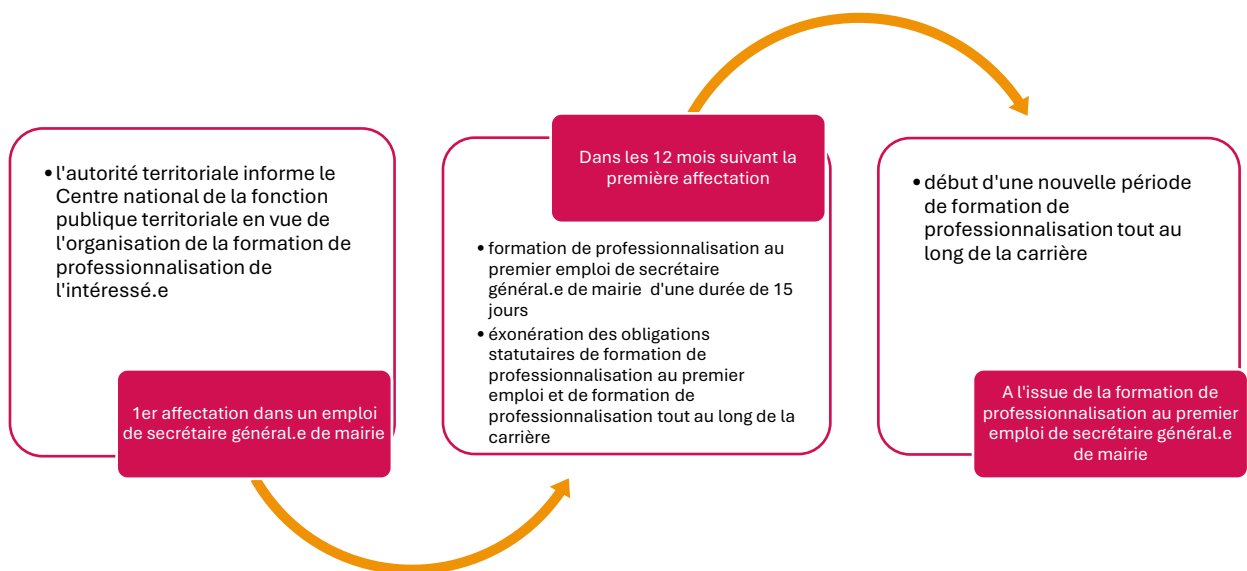 •l'autorité territoriale informe le
Centre national de la fonction
publique territoriale en vue de
l'organisation de la formation de
professionnalisation de
l'intéressé.e
1er affectation dans un emploi
de secrétaire général.e de mairie
Dans les 12 mois suivant la
première affectation
•formation de professionnalisation au
premier emploi de secrétaire
général.e de mairie d'une durée de 15
jours
•éxonération des obligations
statutaires de formation de
professionnalisation au premier
emploi et de formation de
professionnalisation tout au long de la
carrière
•début d'une nouvelle période
de formation de
professionnalisation tout au
long de la carrière
A l'issue de la formation de
professionnalisation au premier
emploi de secrétaire général.e
de mairie